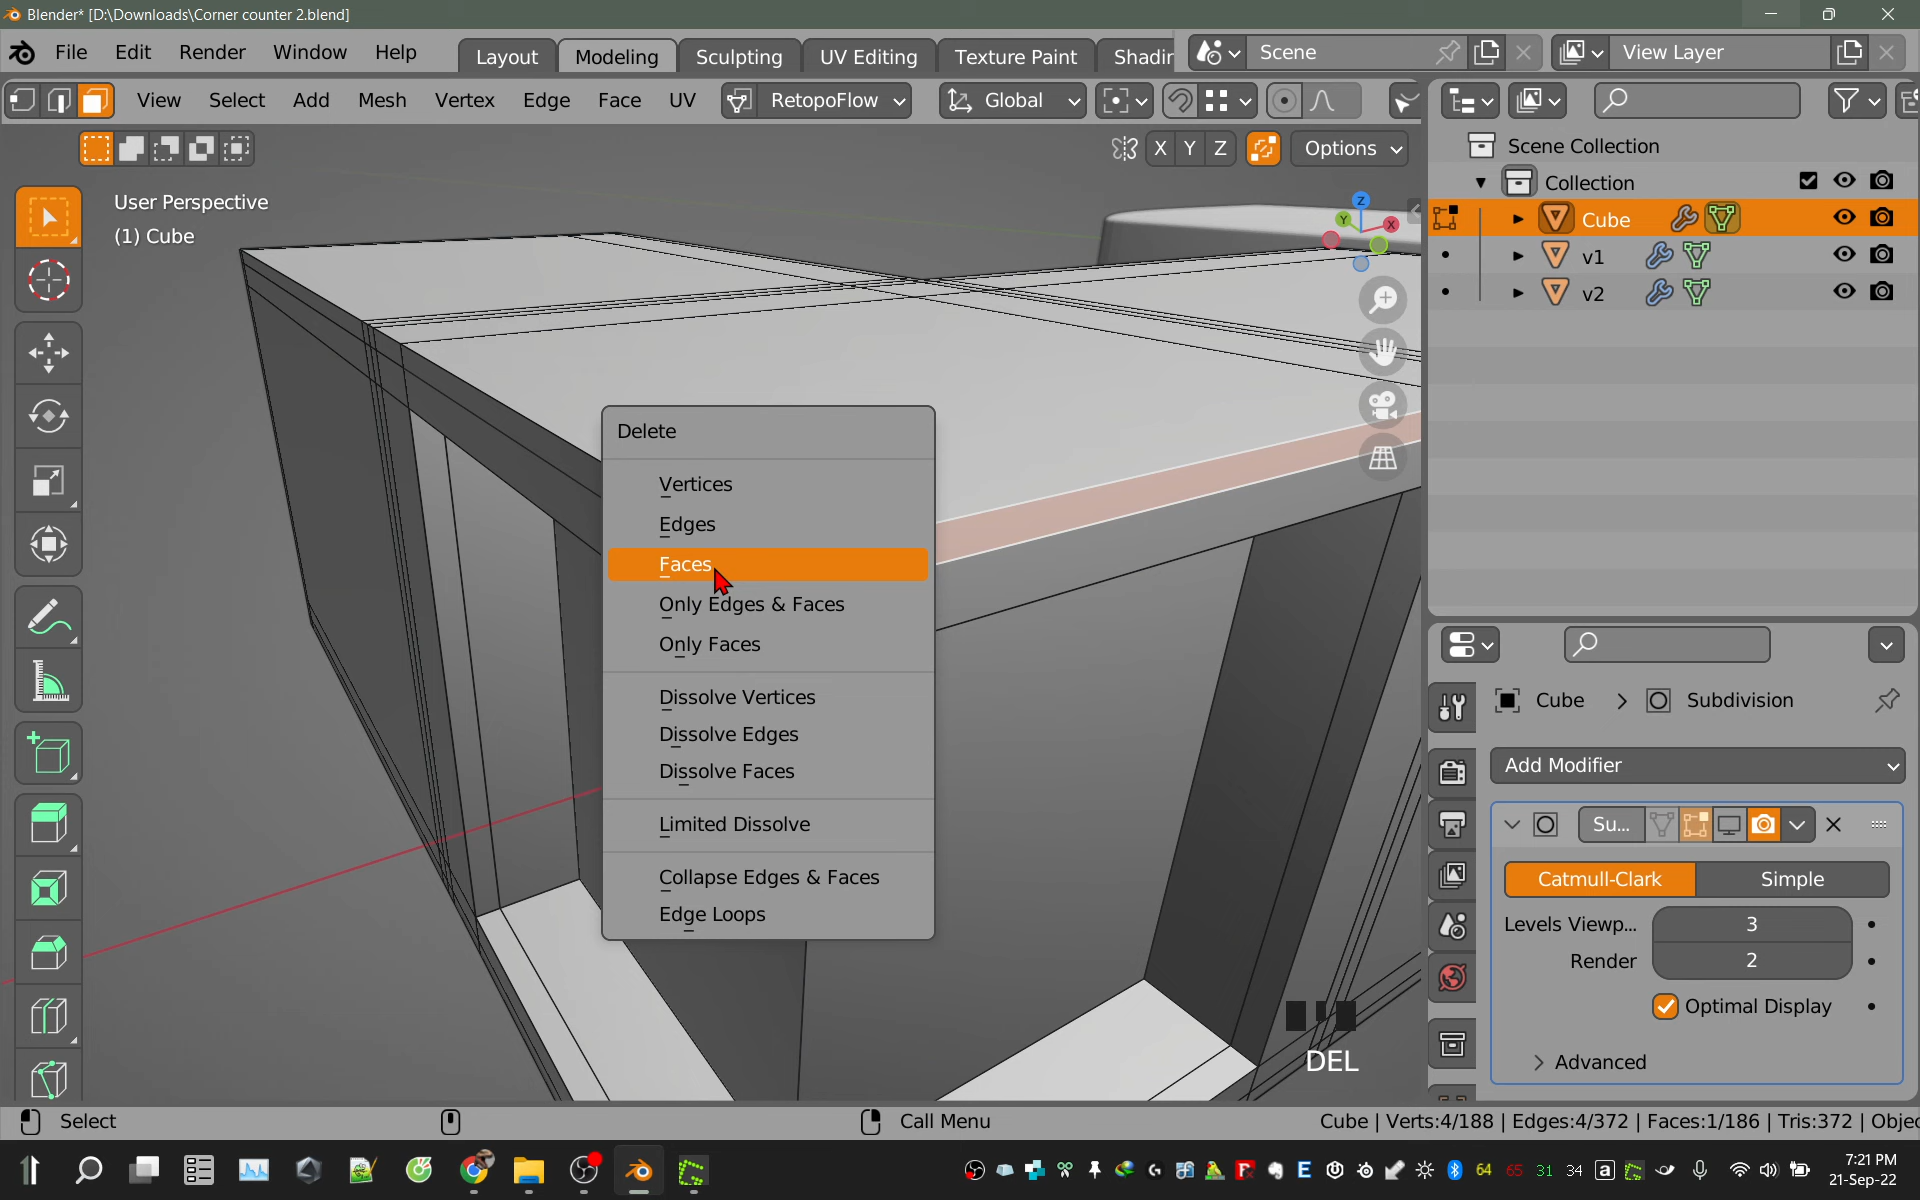 Blender* [D:\Downloads\Corner counter 2.blend]
File Edit Render Window Help
Layout Modeling Sculpting UV Editing Texture Paint Shadir
Scene
View Layer
View Select Add Mesh Vertex Edge Face UV
RetopoFlow
Global
X Y Z
Options
User Perspective
(1) Cube
Z
Y
X
Scene Collection
Collection
Cube
v1
v2
Delete
Vertices
Edges
Faces
Only Edges & Faces
Only Faces
Dissolve Vertices
Dissolve Edges
Dissolve Faces
Limited Dissolve
Collapse Edges & Faces
Edge Loops
Cube > Subdivision
Add Modifier
Su...
Catmull-Clark Simple
Levels Viewp... 3
Render 2
Optimal Display
Advanced
DEL
Select
Call Menu
Cube | Verts:4/188 | Edges:4/372 | Faces:1/186 | Tris:372 | Objec
64 65 31 34
7:21 PM
21-Sep-22